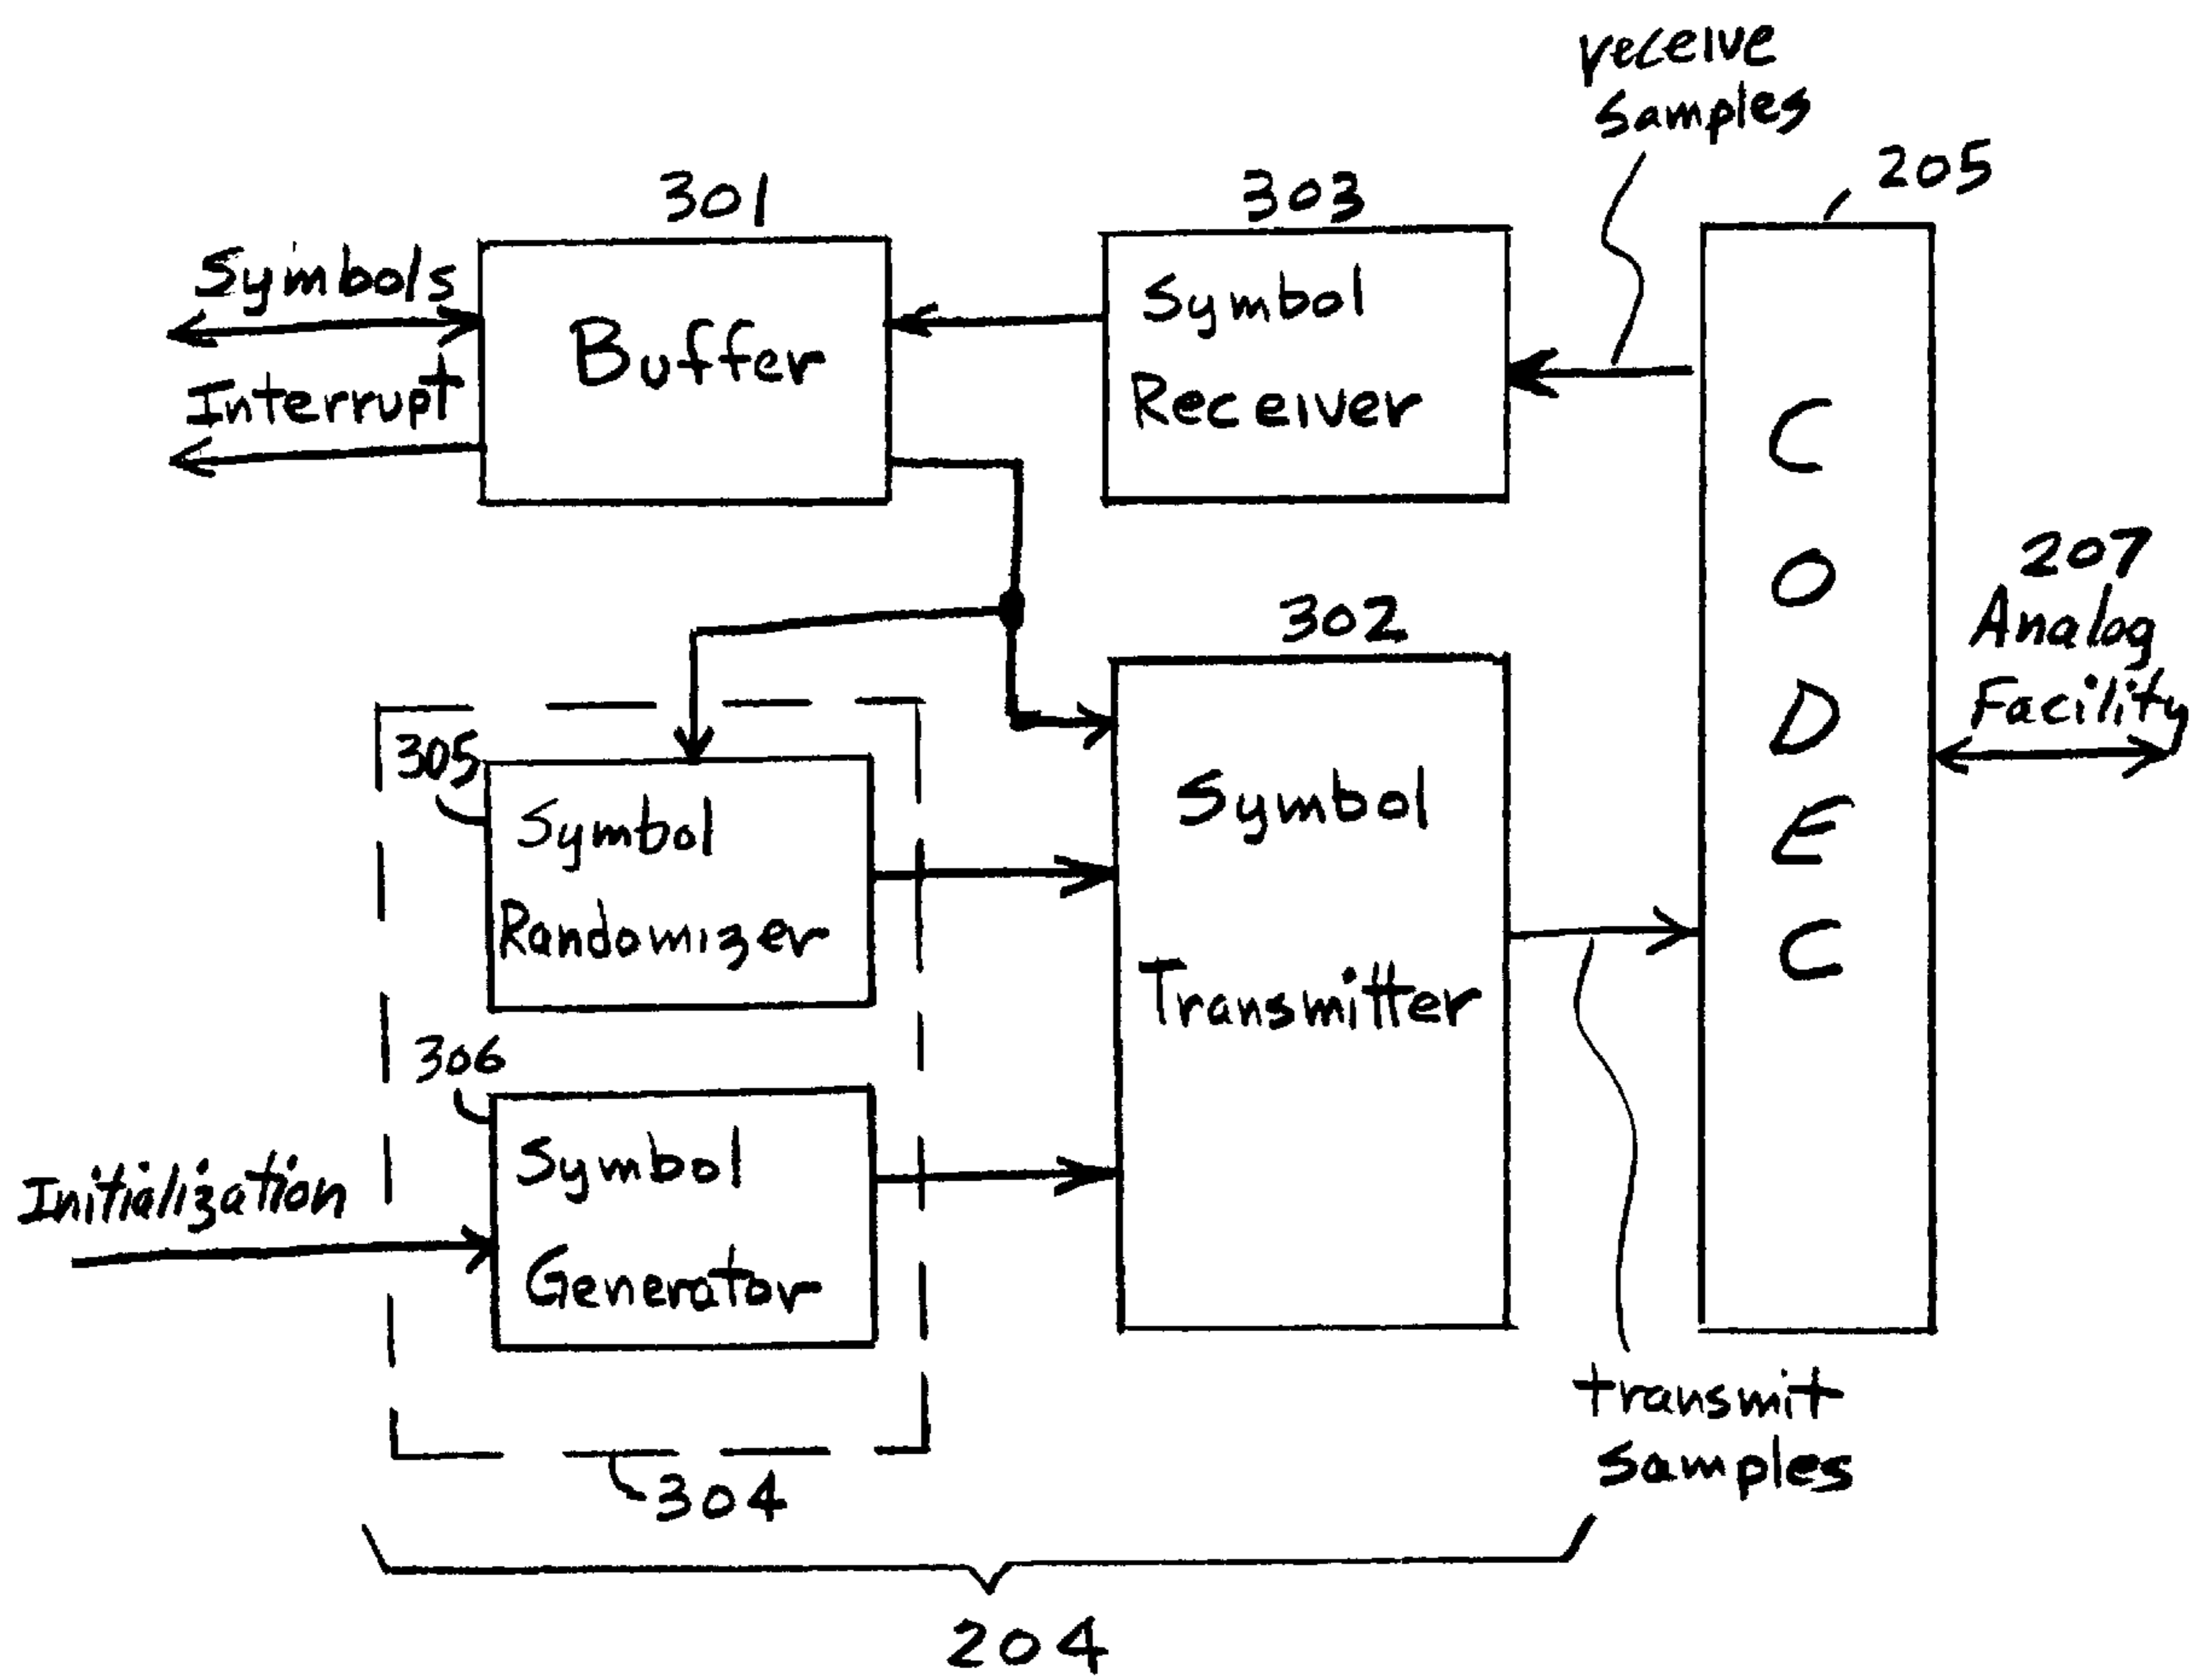 receive
samples
205
301
303
Symbols
Interrupt
Buffer
Symbol
Receiver
C
O
D
E
C
207
Analog
Facility
302
305
Symbol
Randomizer
Symbol
Transmitter
306
Initialization
Symbol
Generator
transmit
samples
304
204